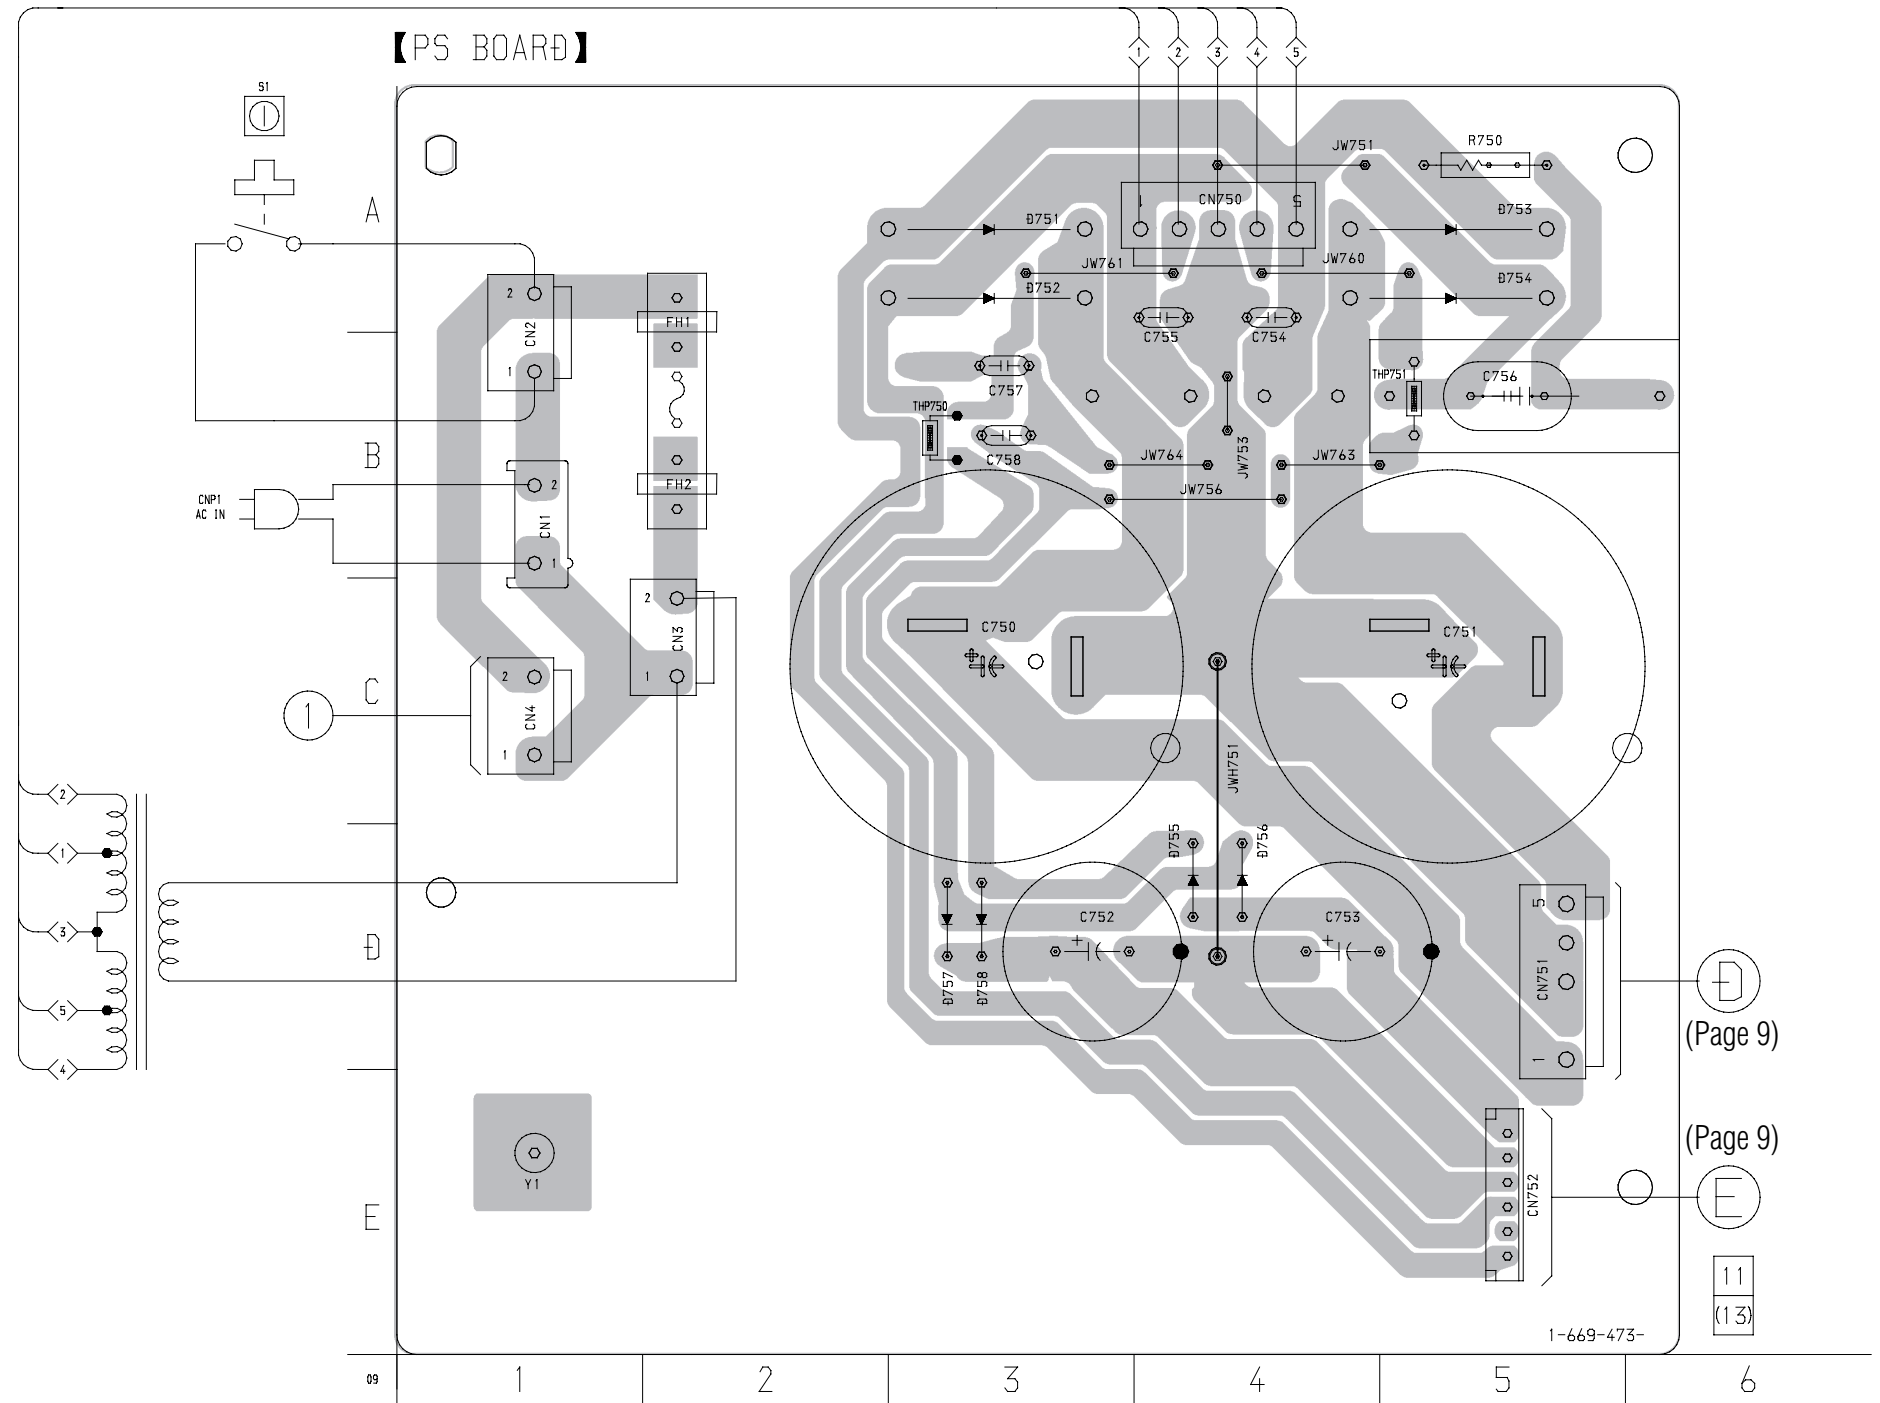 【PS BOARD】
1 2 3 4 5
S1
R750
JW751
A
1 CN750 5
D751
D753
JW761
JW760
D752
D754
2
FH1
CN2
C755
C754
1
C757
THP751
C756
THP750
B
C758
JW764
JW753
JW763
CNP1
AC IN
2
FH2
JW756
CN1
1
2
CN3
C750
C751
2
1
C
1
CN4
1
JWH751
2
D755
D756
1
5
C752
C753
3
D
CN751
D757
D758
D
5
(Page 9)
1
4
(Page 9)
Y1
CN752
E
E
11
(13)
1-669-473-
09 1 2 3 4 5 6